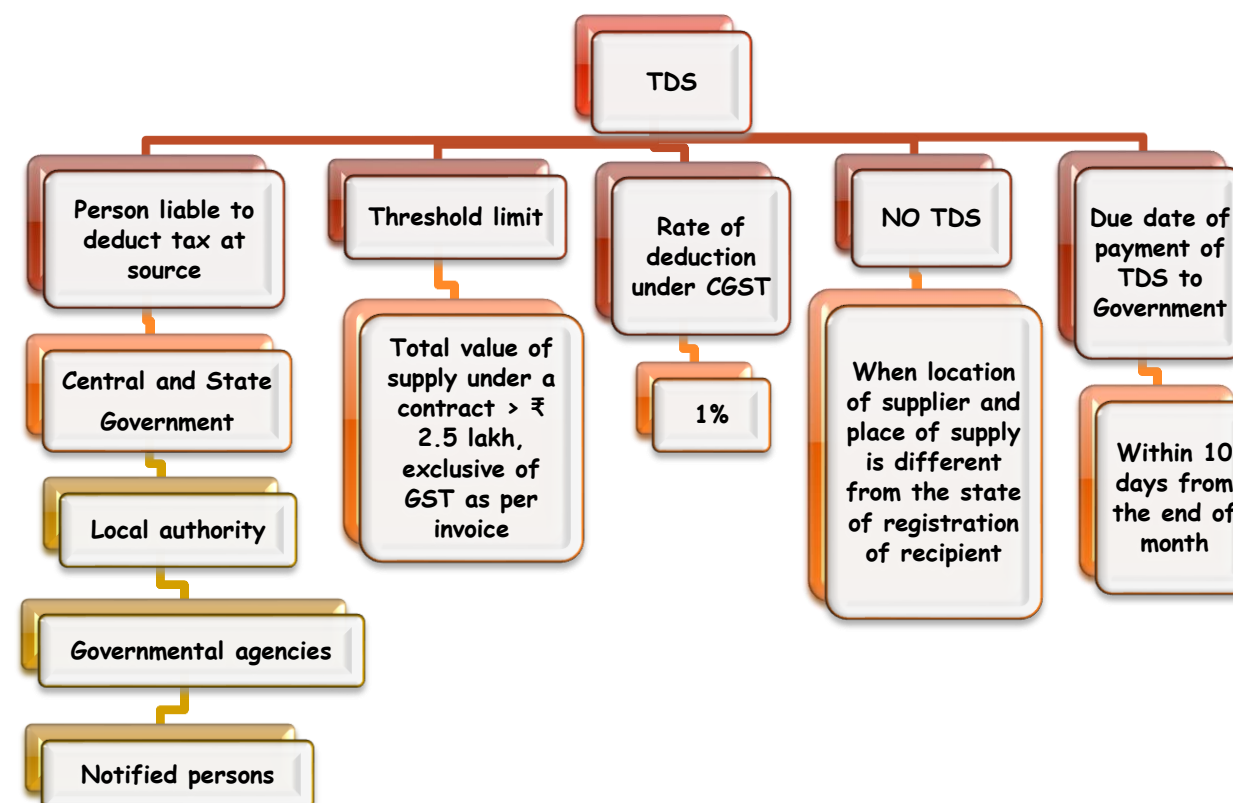 TDS
Person liable to
deduct tax at
source
Central and State
Government
Local authority
Governmental agencies
Notified persons
Threshold limit
Total value of
supply under a
contract > ₹
2.5 lakh,
exclusive of
GST as per
invoice
Rate of
deduction
under CGST
1%
NO TDS
When location
of supplier and
place of supply
is different
from the state
of registration
of recipient
Due date of
payment of
TDS to
Government
Within 10
days from
the end of
month